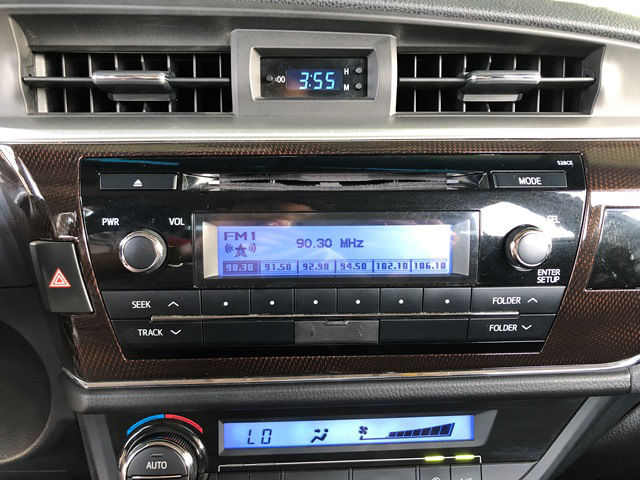 :00 3:55 H
M
528CE
MODE
PWR VOL
FM1
90.30 MHz
90.30 91.50 92.90 94.50 102.10 106.10
ENTER
SETUP
SEEK FOLDER
TRACK FOLDER
LO
AUTO